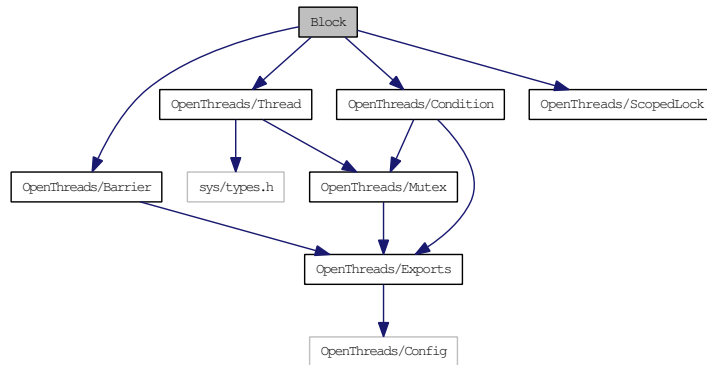 Block
OpenThreads/Thread
OpenThreads/Condition
OpenThreads/ScopedLock
OpenThreads/Barrier
sys/types.h
OpenThreads/Mutex
OpenThreads/Exports
OpenThreads/Config